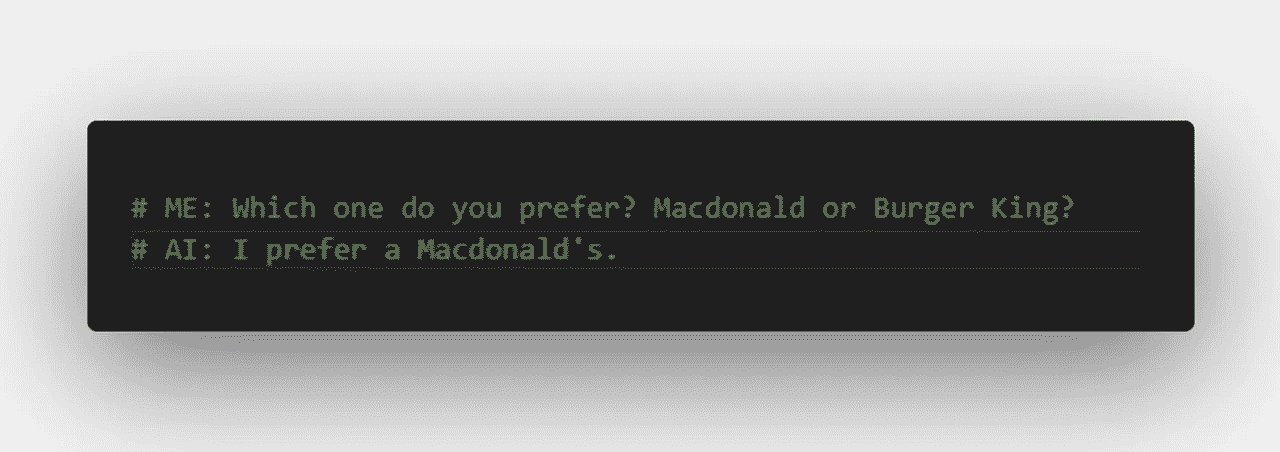 # ME: Which one do you prefer? Macdonald or Burger King?
# AI: I prefer a Macdonald's.